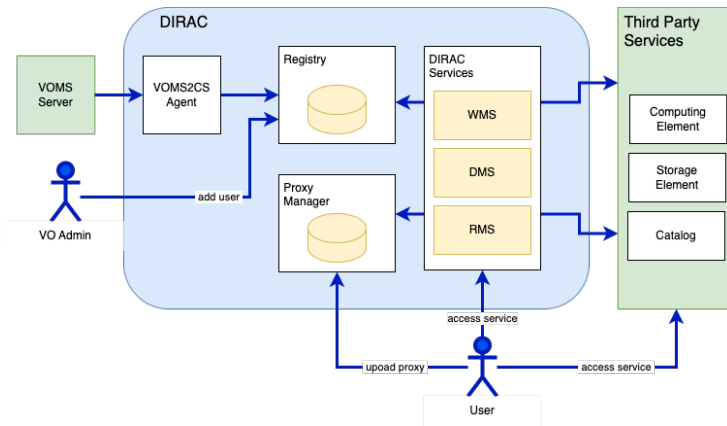 DIRAC
Third Party
Services
VOMS
Server
VOMS2CS
Agent
Registry
DIRAC
Services
WMS
DMS
RMS
Computing
Element
Storage
Element
Catalog
add user
VO Admin
Proxy
Manager
access service
upoad proxy
access service
User